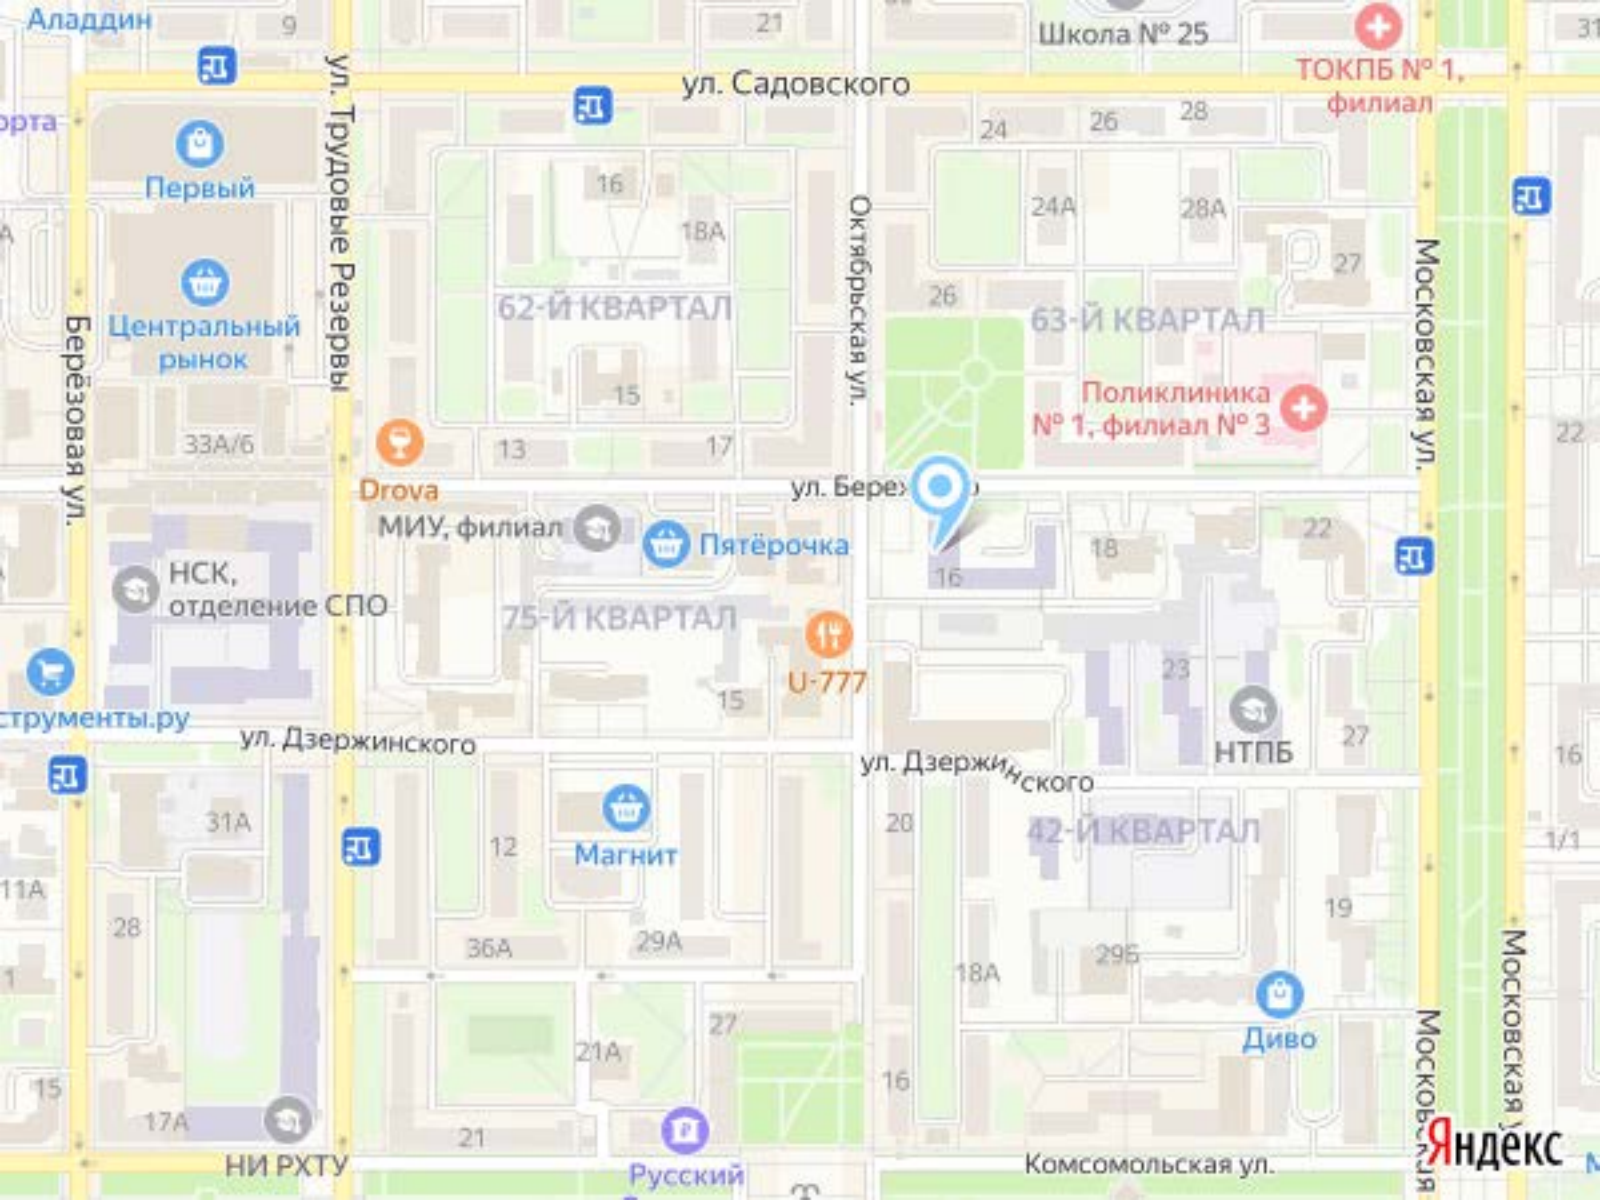 Аладдин
9
21
Школа № 25
31
ТОКПБ № 1,
филиал
ул. Садовского
орта
Первый
ул. Трудовые Резервы
16
18А
24
26
28
24А
28А
27
Октябрьская ул.
26
62-Й КВАРТАЛ
63-Й КВАРТАЛ
Московская ул.
Центральный
рынок
Берёзовая ул.
15
Поликлиника
№ 1, филиал № 3
22
33А/6
13
17
Drova
ул. Береж
о
МИУ, филиал
Пятёрочка
16
18
22
НСК,
отделение СПО
75-Й КВАРТАЛ
U-777
15
23
НТПБ
27
16
струменты.ру
ул. Дзержинского
ул. Дзержинского
31А
12
Магнит
20
42-Й КВАРТАЛ
1/1
11А
28
36А
29А
18А
29Б
19
1
Диво
27
21А
Московская ул.
15
17А
16
21
НИ РХТУ
Русский
Комсомольская ул.
Яндекс